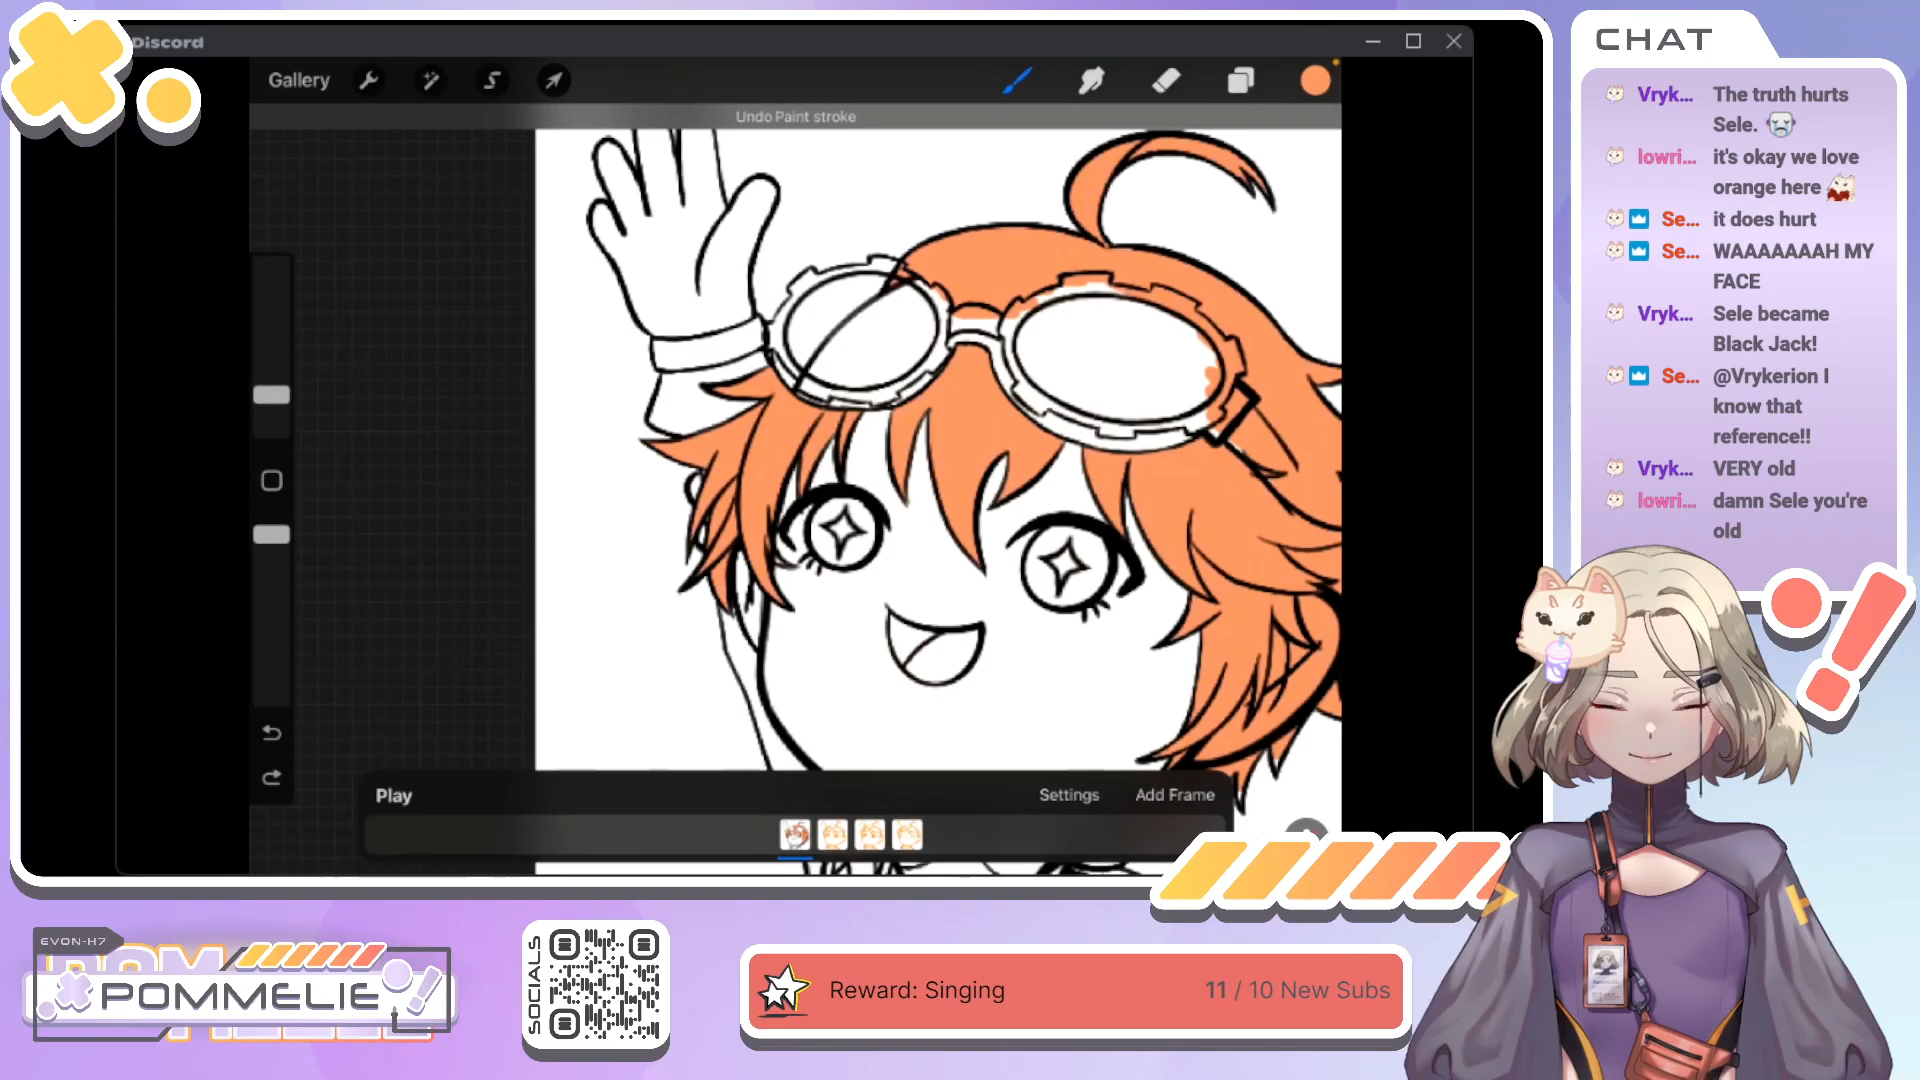 Discord
Gallery
Undo Paint stroke
Play
Settings
Add Frame
CHAT
Vryk... The truth hurts
Sele.
lowri... it's okay we love
orange here
Se... it does hurt
Se... WAAAAAAAH MY
FACE
Vryk... Sele became
Black Jack!
Se... @Vrykerion I
know that
reference!!
Vryk... VERY old
lowri... damn Sele you're
old
EVON-H7
POMMELIE
SOCIALS
Reward: Singing
11 / 10 New Subs